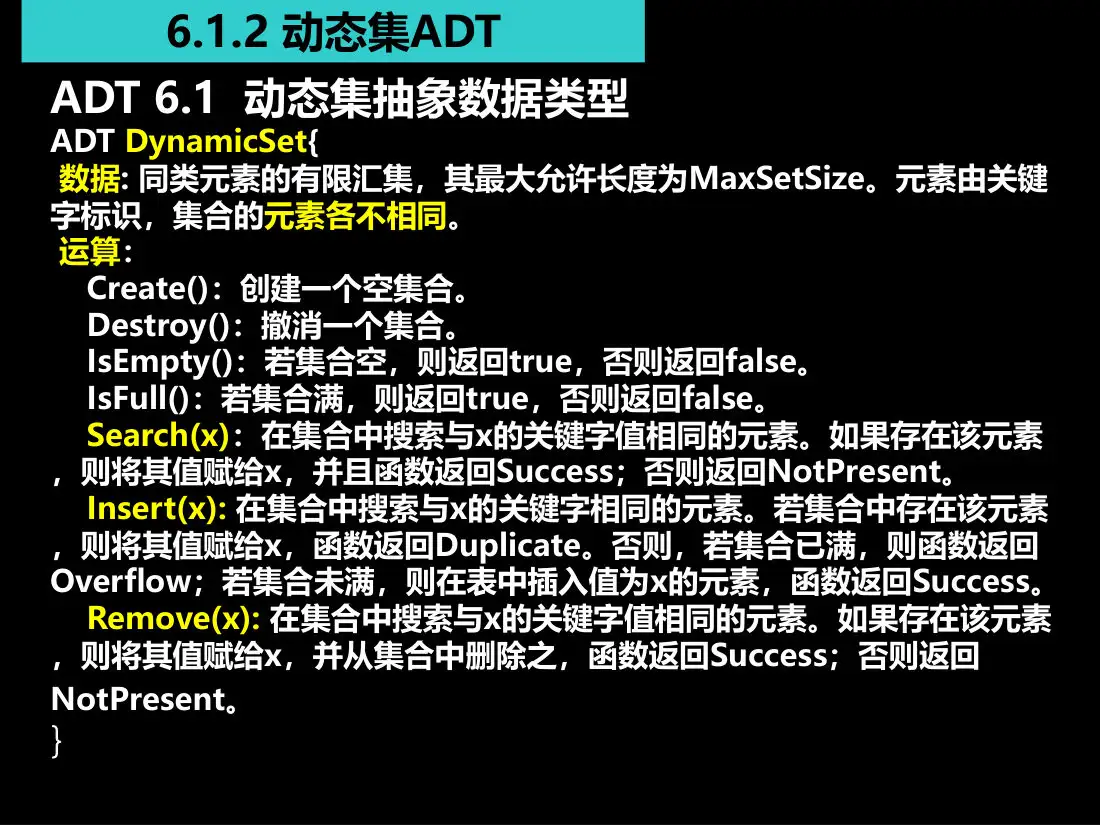 6.1.2 动态集ADT
ADT 6.1 动态集抽象数据类型
ADT DynamicSet{
数据: 同类元素的有限汇集，其最大允许长度为MaxSetSize。元素由关键
字标识，集合的元素各不相同。
运算：
Create()：创建一个空集合。
Destroy()：撤消一个集合。
IsEmpty()：若集合空，则返回true，否则返回false。
IsFull()：若集合满，则返回true，否则返回false。
Search(x)：在集合中搜索与x的关键字值相同的元素。如果存在该元素
，则将其值赋给x，并且函数返回Success；否则返回NotPresent。
Insert(x): 在集合中搜索与x的关键字相同的元素。若集合中存在该元素
，则将其值赋给x，函数返回Duplicate。否则，若集合已满，则函数返回
Overflow；若集合未满，则在表中插入值为x的元素，函数返回Success。
Remove(x): 在集合中搜索与x的关键字值相同的元素。如果存在该元素
，则将其值赋给x，并从集合中删除之，函数返回Success；否则返回
NotPresent。
}